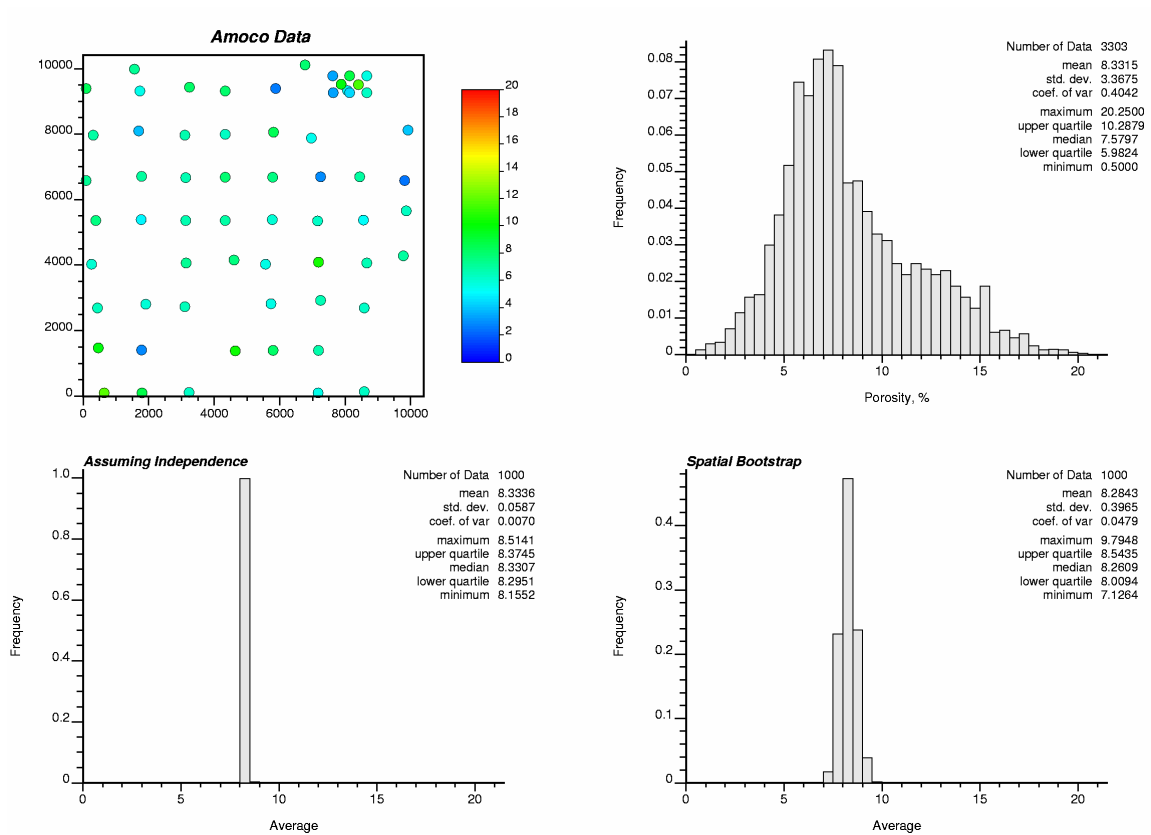 Amoco Data
10000
8000
6000
4000
2000
0
0 2000 4000 6000 8000 10000
20
18
16
14
12
10
8
6
4
2
0
Number of Data 3303
mean 8.3315
std. dev. 3.3675
coef. of var 0.4042
maximum 20.2500
upper quartile 10.2879
median 7.5797
lower quartile 5.9824
minimum 0.5000
Frequency
0.08
0.07
0.06
0.05
0.04
0.03
0.02
0.01
0
0 5 10 15 20
Porosity, %
Assuming Independence
Number of Data 1000
mean 8.3336
std. dev. 0.0587
coef. of var 0.0070
maximum 8.5141
upper quartile 8.3745
median 8.3307
lower quartile 8.2951
minimum 8.1552
Frequency
1.0
0.8
0.6
0.4
0.2
0
0 5 10 15 20
Average
Spatial Bootstrap
Number of Data 1000
mean 8.2843
std. dev. 0.3965
coef. of var 0.0479
maximum 9.7948
upper quartile 8.5435
median 8.2609
lower quartile 8.0094
minimum 7.1264
Frequency
0.4
0.3
0.2
0.1
0
0 5 10 15 20
Average